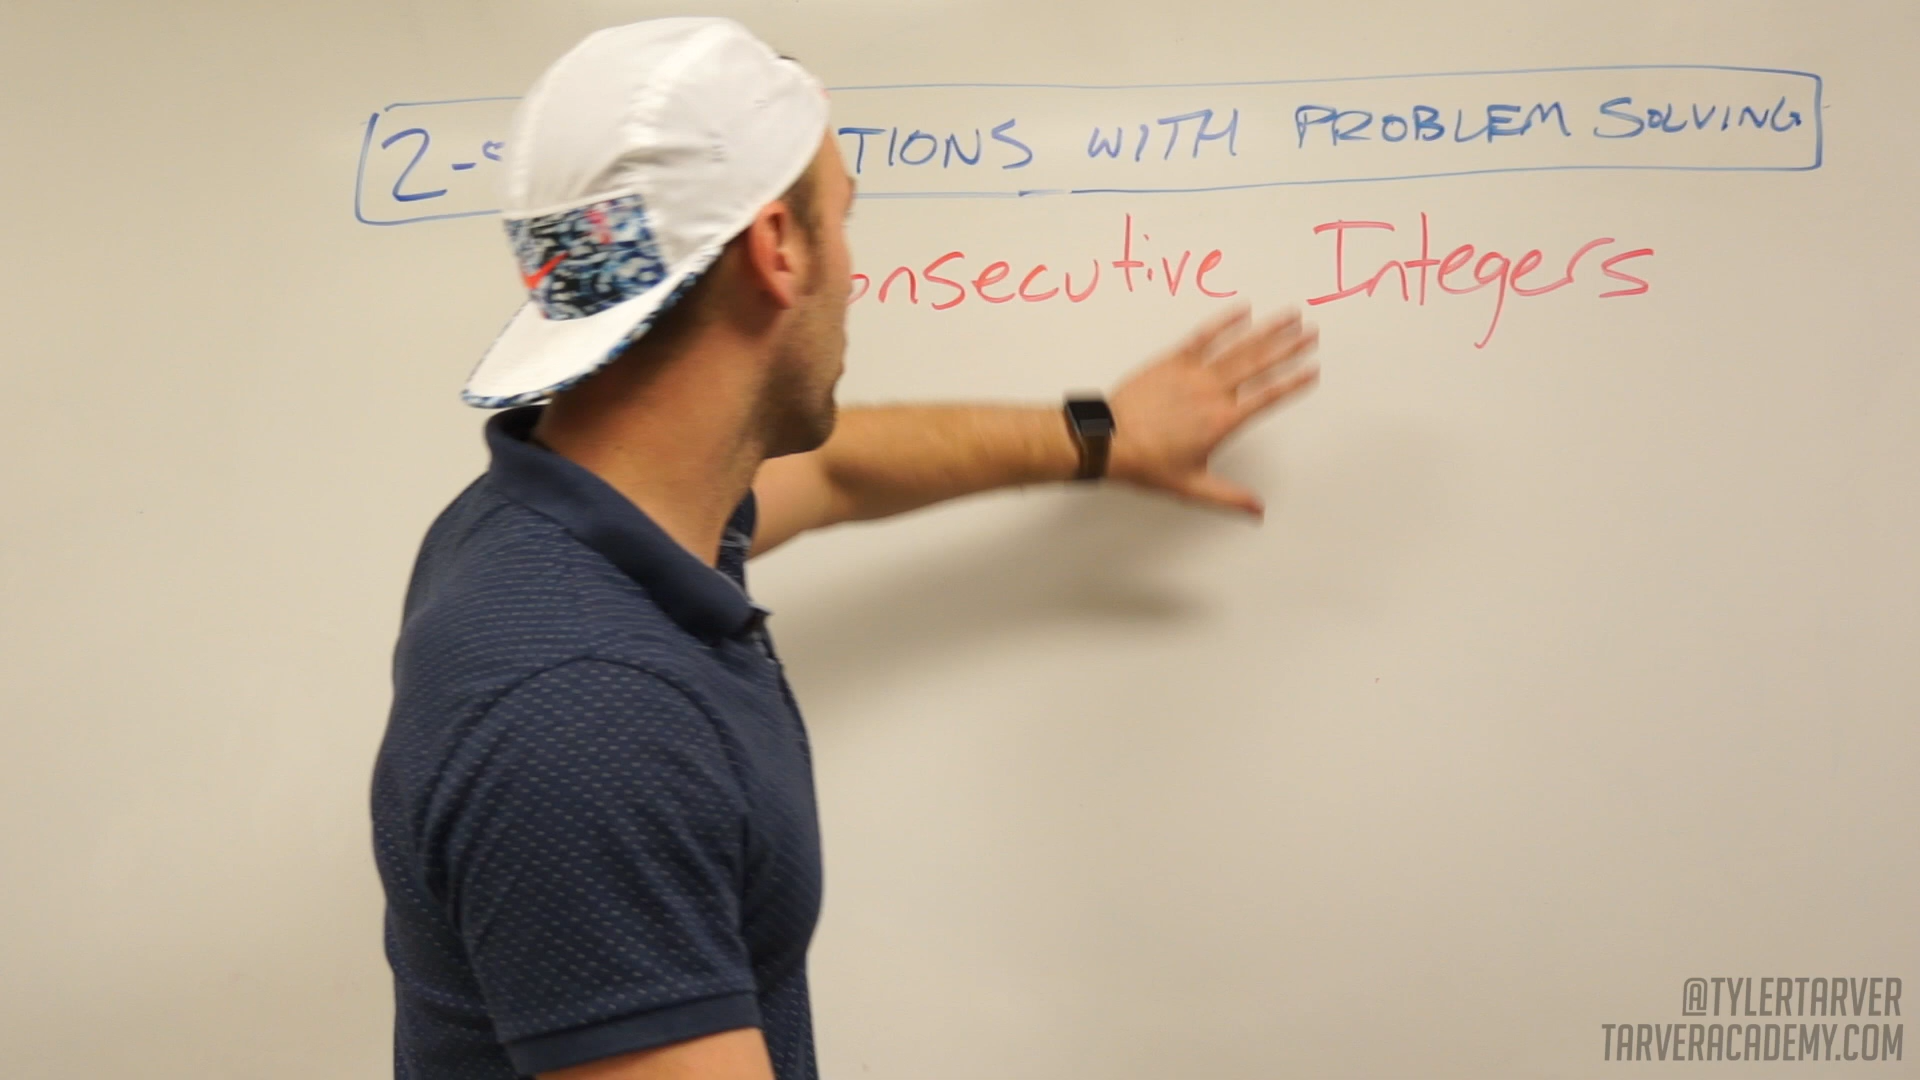 2-S TIONS WITH PROBLEM SOLVING
onsecutive Integers
@TYLERTARVER
TARVERACADEMY.COM